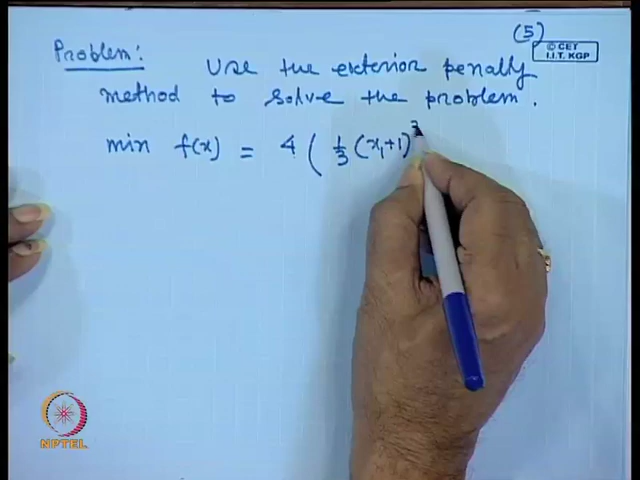 (5)
© CET
I.I.T. KGP
Problem: Use the exterior penalty
method to solve the problem.
min f(x) = 4 ( 1/3 (x₁+1)³
NPTEL